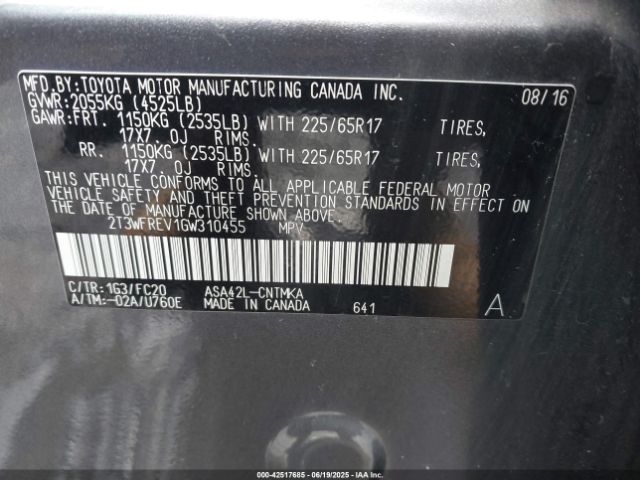 MFD.BY:TOYOTA MOTOR MANUFACTURING CANADA INC. 08/16
GVWR:2055KG (4525LB)
GAWR:FRT. 1150KG (2535LB) WITH 225/65R17 TIRES,
17X7.0J RIMS.
RR. 1150KG (2535LB) WITH 225/65R17 TIRES,
17X7.0J RIMS.
THIS VEHICLE CONFORMS TO ALL APPLICABLE FEDERAL MOTOR
VEHICLE SAFETY AND THEFT PREVENTION STANDARDS IN EFFECT ON
THE DATE OF MANUFACTURE SHOWN ABOVE.
2T3WFREV1GW310455 MPV
C/TR:1G3/FC20 ASA42L-CNTMKA
A/TM:-02A/U760E MADE IN CANADA 641 A
000-42517685 - 06/19/2025 - IAAI.com